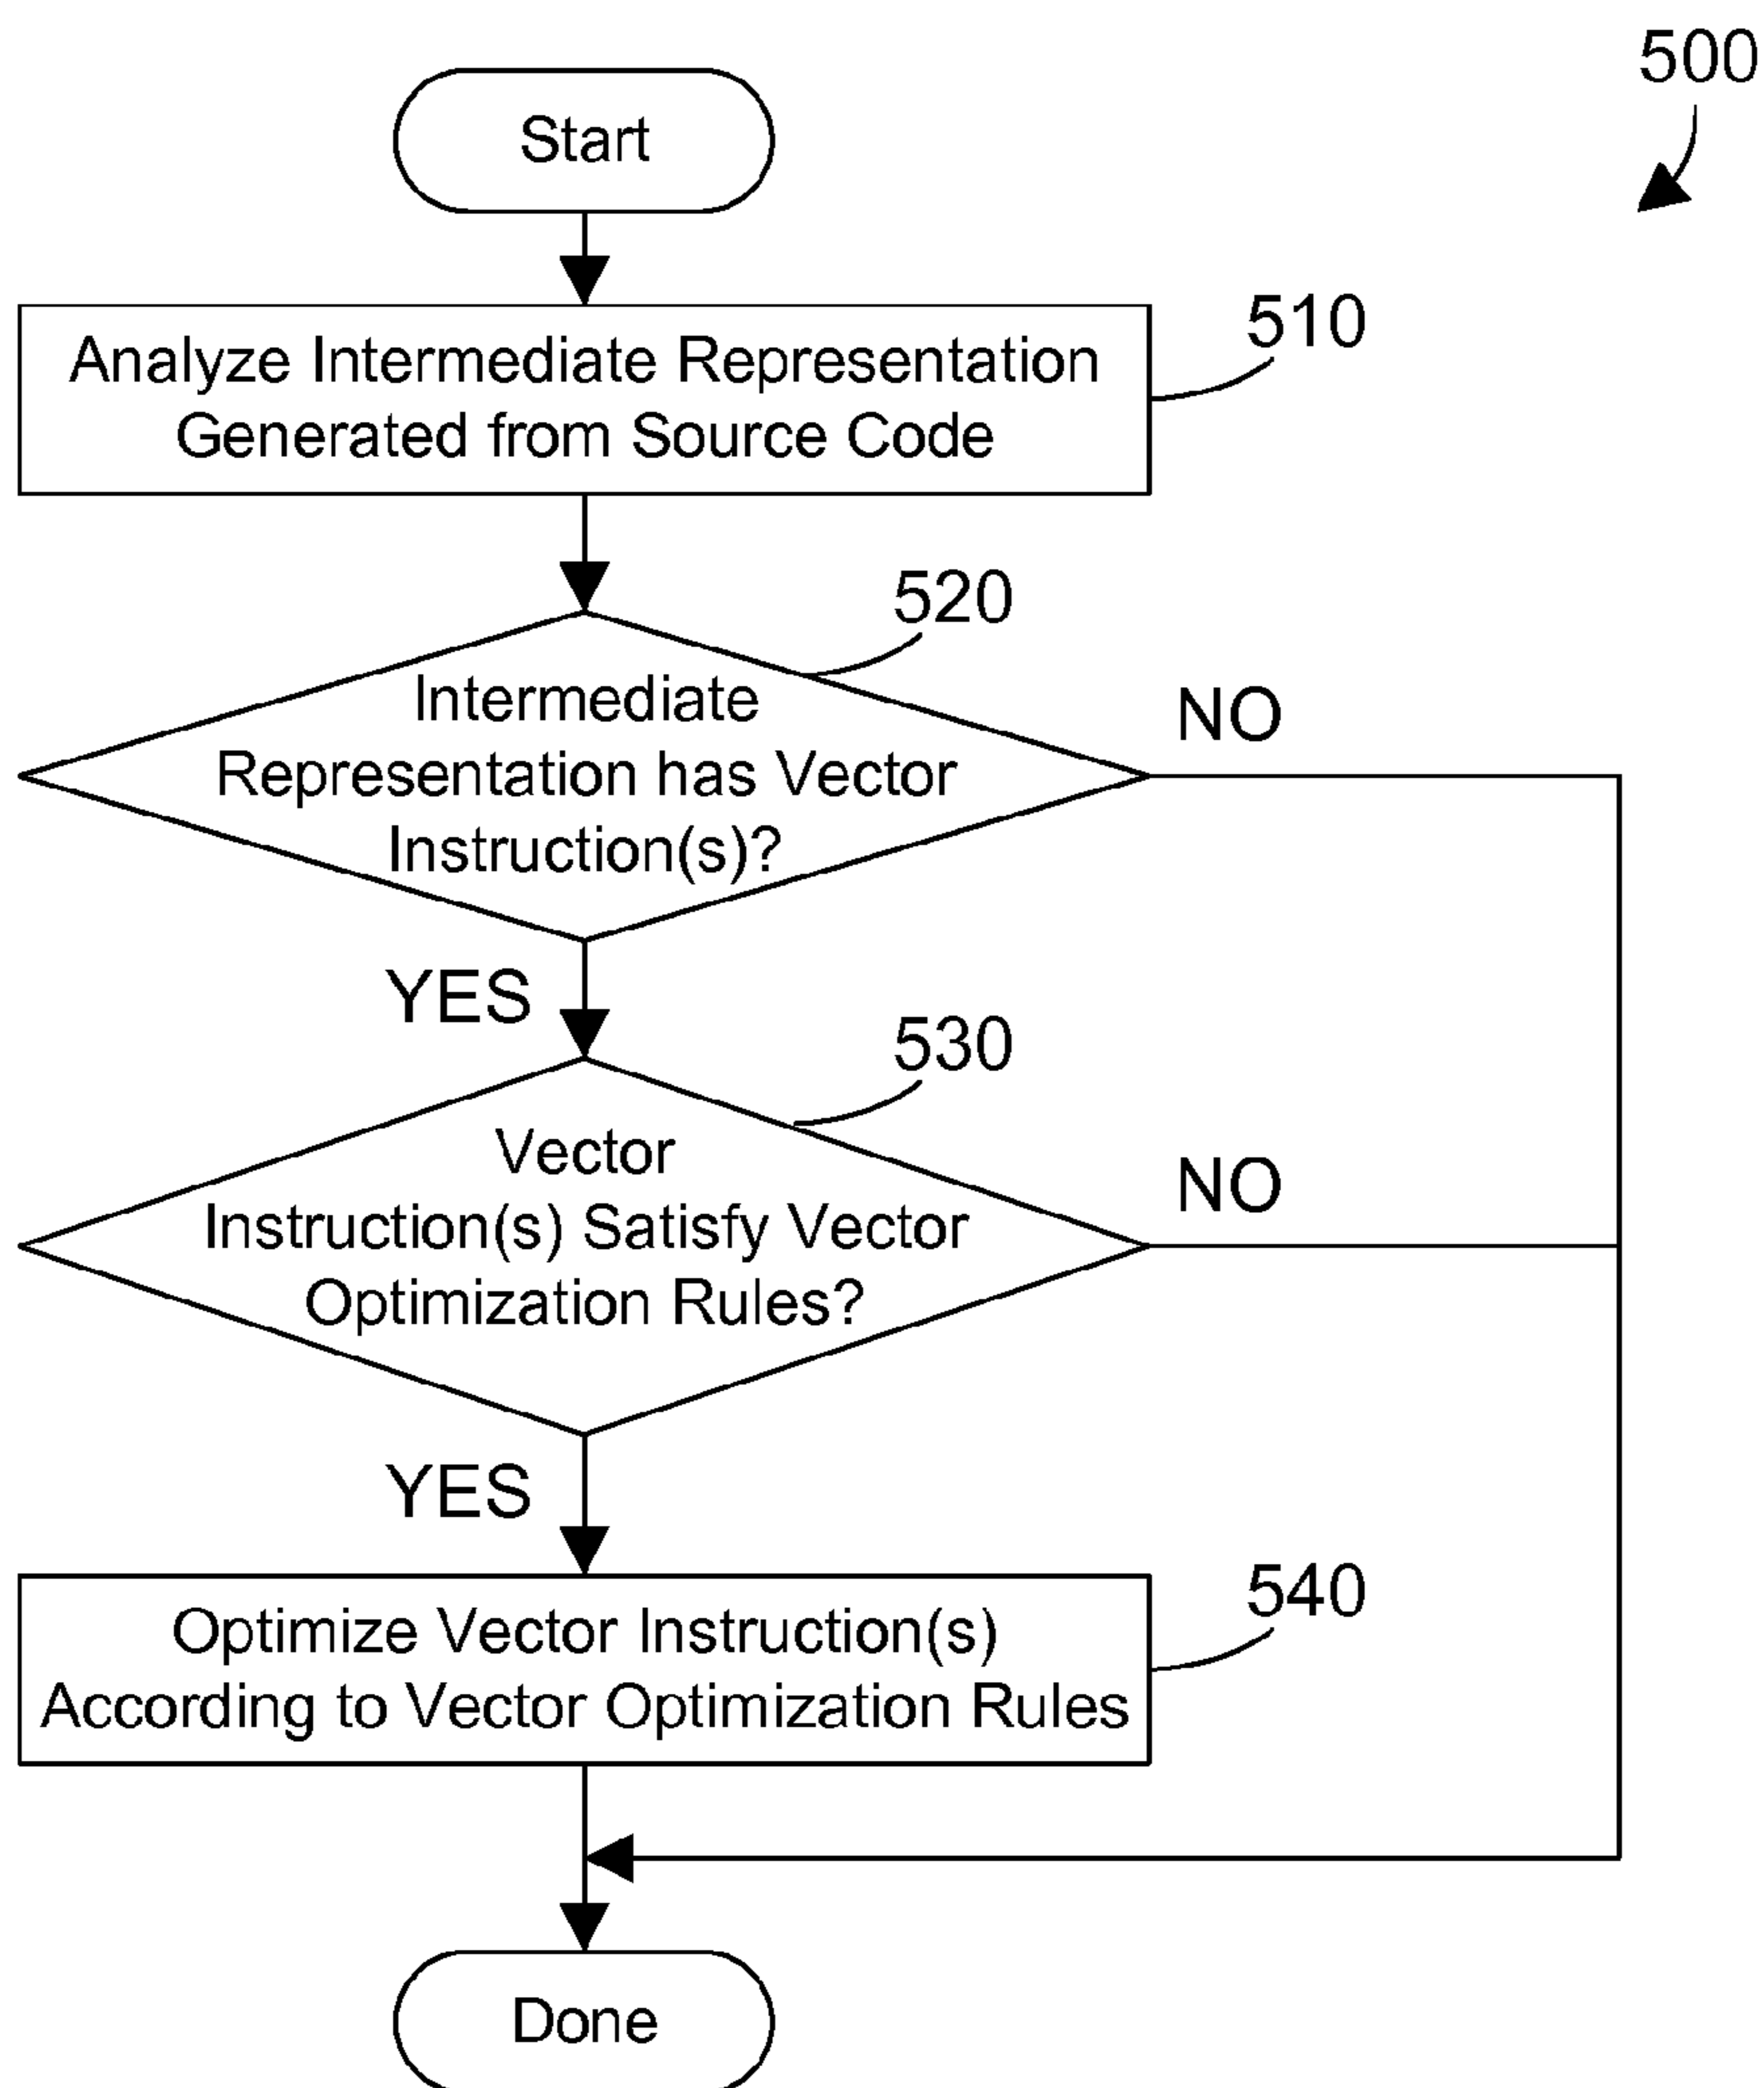 500
Start
Analyze Intermediate Representation
Generated from Source Code
510
520
Intermediate
Representation has Vector
Instruction(s)?
NO
YES
530
Vector
Instruction(s) Satisfy Vector
Optimization Rules?
NO
YES
540
Optimize Vector Instruction(s)
According to Vector Optimization Rules
Done